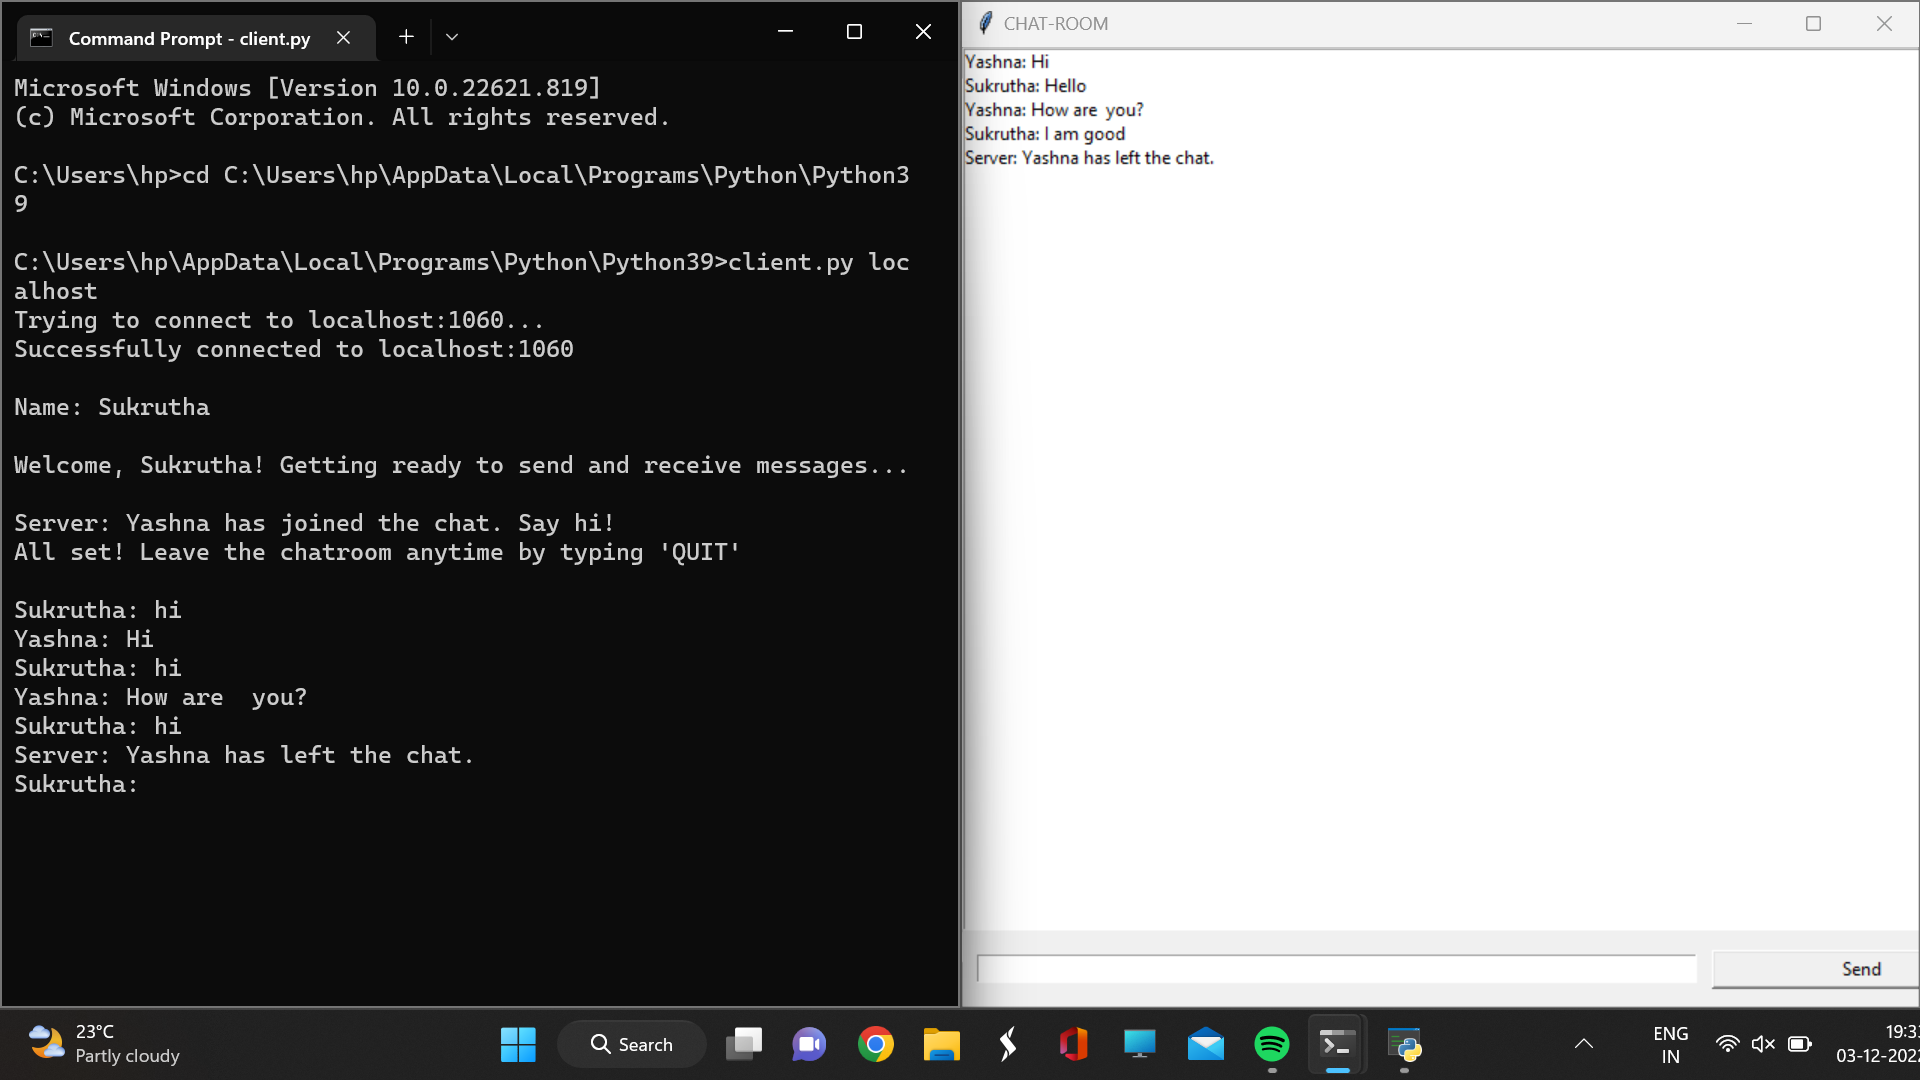 Command Prompt - client.py
Microsoft Windows [Version 10.0.22621.819]
(c) Microsoft Corporation. All rights reserved.
C:\Users\hp>cd C:\Users\hp\AppData\Local\Programs\Python\Python3
9
C:\Users\hp\AppData\Local\Programs\Python\Python39>client.py loc
alhost
Trying to connect to localhost:1060...
Successfully connected to localhost:1060
Name: Sukrutha
Welcome, Sukrutha! Getting ready to send and receive messages...
Server: Yashna has joined the chat. Say hi!
All set! Leave the chatroom anytime by typing 'QUIT'
Sukrutha: hi
Yashna: Hi
Sukrutha: hi
Yashna: How are  you?
Sukrutha: hi
Server: Yashna has left the chat.
Sukrutha:
CHAT-ROOM
Yashna: Hi
Sukrutha: Hello
Yashna: How are  you?
Sukrutha: I am good
Server: Yashna has left the chat.
Send
23°C
Partly cloudy
Search
ENG
IN
19:33
03-12-2022